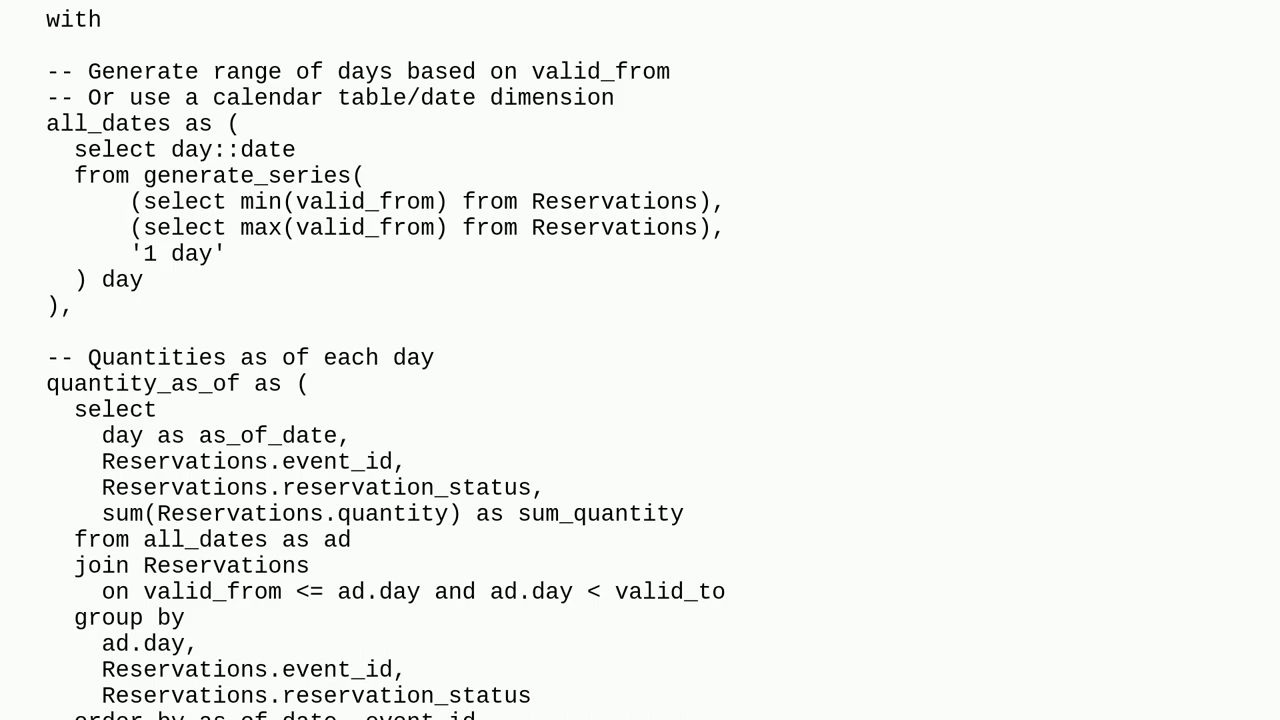 with
-- Generate range of days based on valid_from
-- Or use a calendar table/date dimension
all_dates as (
  select day::date
  from generate_series(
      (select min(valid_from) from Reservations),
      (select max(valid_from) from Reservations),
      '1 day'
  ) day
),
-- Quantities as of each day
quantity_as_of as (
  select
    day as as_of_date,
    Reservations.event_id,
    Reservations.reservation_status,
    sum(Reservations.quantity) as sum_quantity
  from all_dates as ad
  join Reservations
    on valid_from <= ad.day and ad.day < valid_to
  group by
    ad.day,
    Reservations.event_id,
    Reservations.reservation_status
  order by as_of_date, event_id